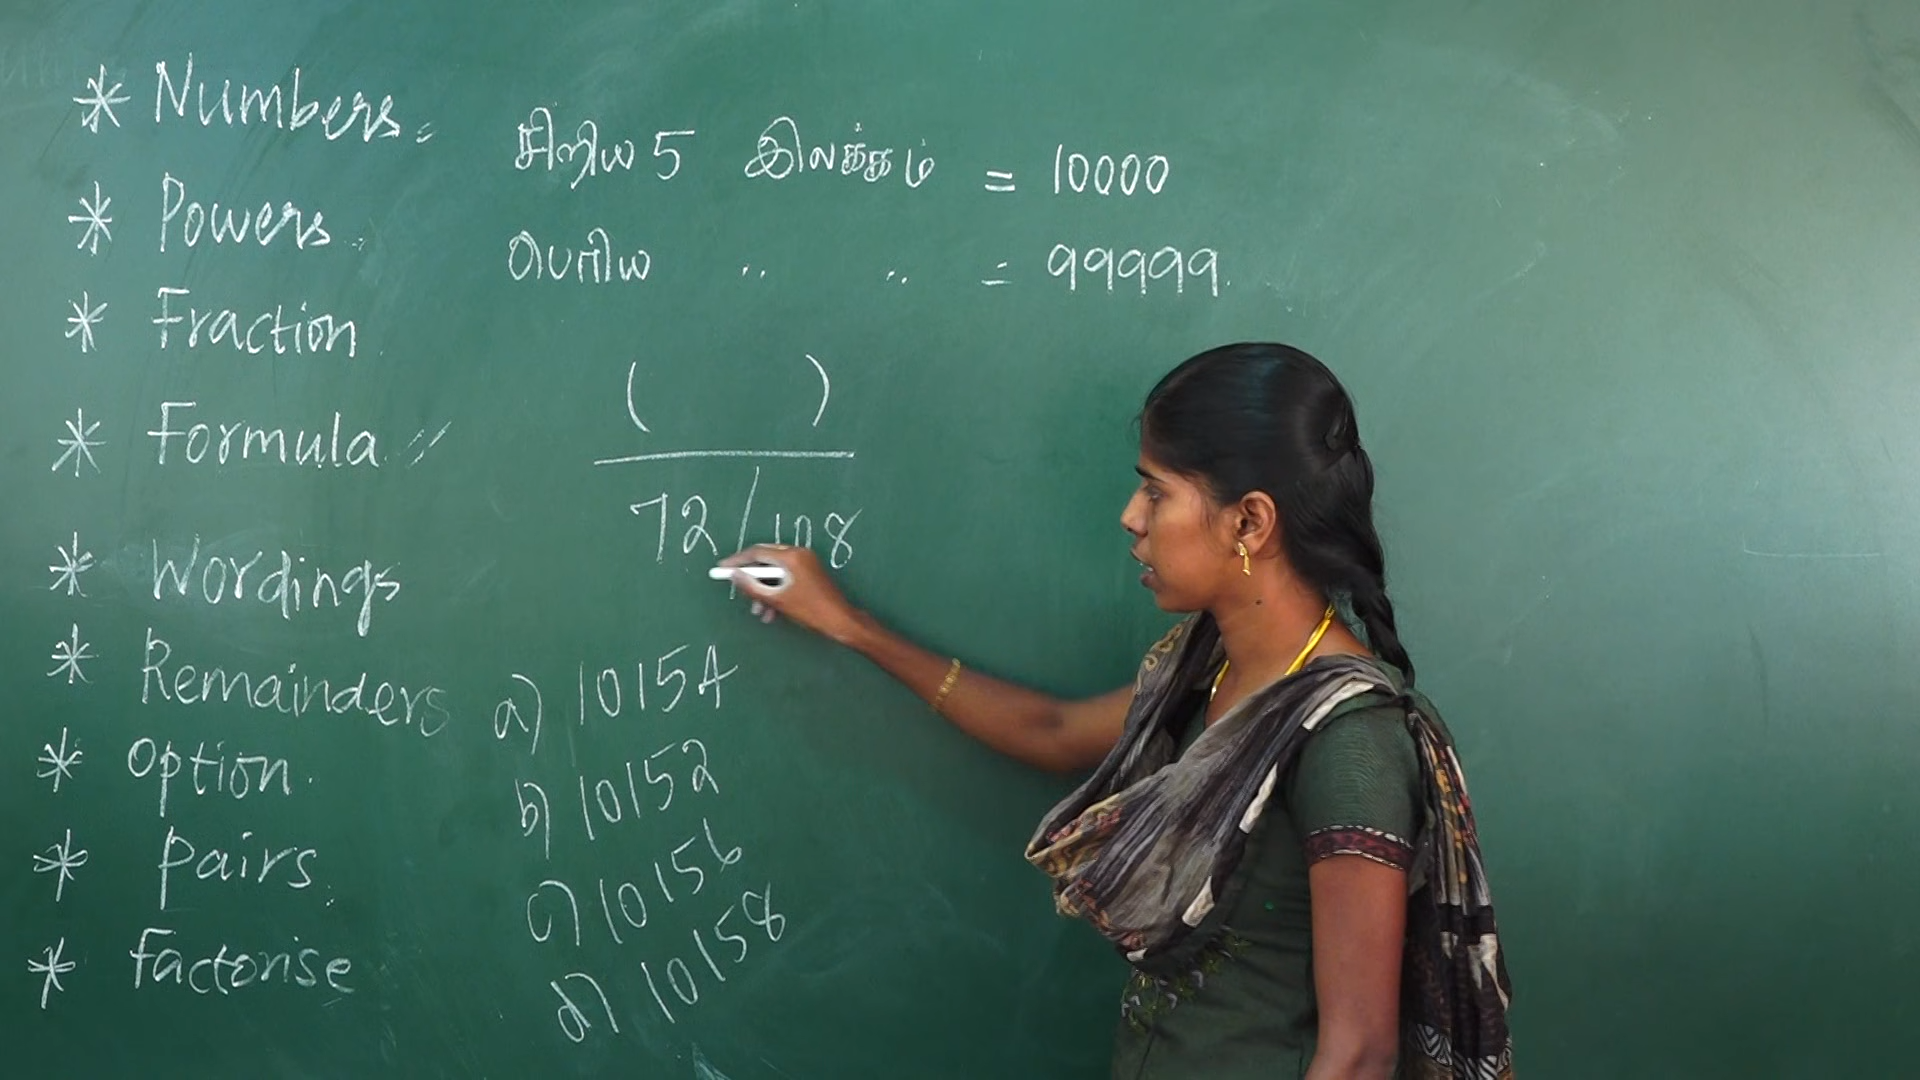 * Numbers.
* Powers.
* Fraction
* Formula "
* Wordings
* Remainders
* Option.
* Pairs.
* Factorise
சிறிய 5 இலக்கம் = 10000
பெரிய " " = 99999.
( )
72/108
a) 10154
b) 10152
c) 10156
d) 10158